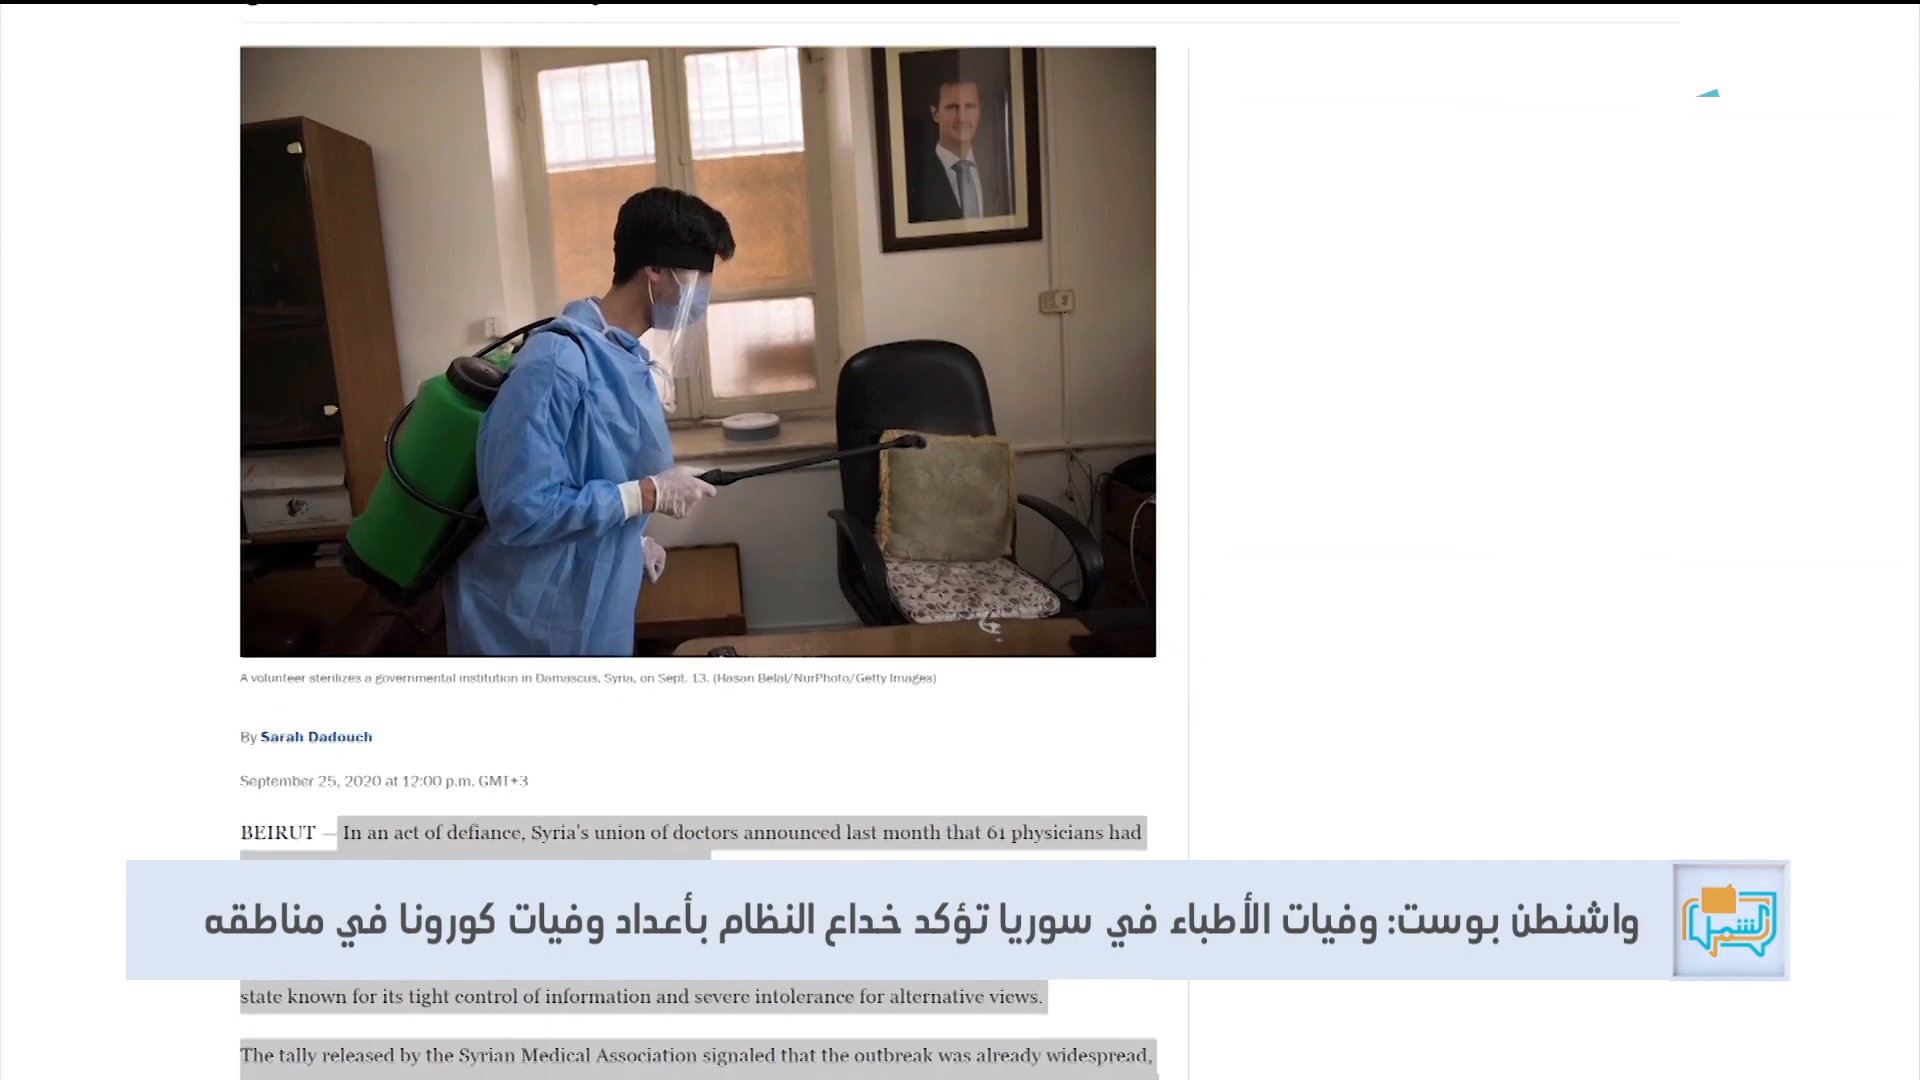 A volunteer sterilizes a governmental institution in Damascus, Syria, on Sept. 13. (Hasan Belal/NurPhoto/Getty Images)
By Sarah Dadouch
September 25, 2020 at 12:00 p.m. GMT+3
BEIRUT — In an act of defiance, Syria's union of doctors announced last month that 61 physicians had
واشنطن بوست: وفيات الأطباء في سوريا تؤكد خداع النظام بأعداد وفيات كورونا في مناطقه
الشمال
state known for its tight control of information and severe intolerance for alternative views.
The tally released by the Syrian Medical Association signaled that the outbreak was already widespread,